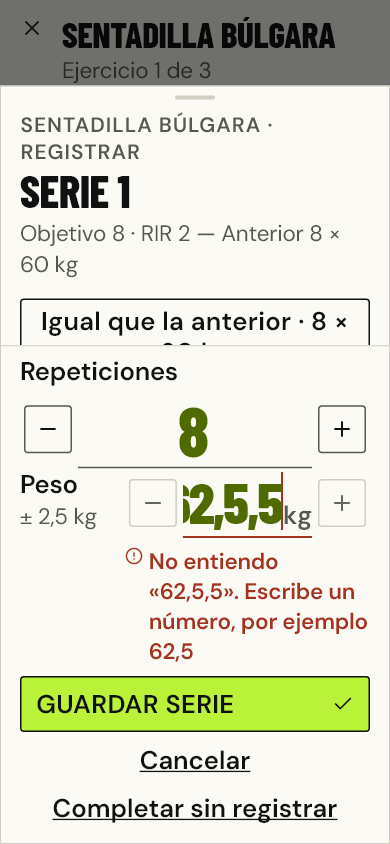 SENTADILLA BÚLGARA
Ejercicio 1 de 3
SENTADILLA BÚLGARA ·
REGISTRAR
SERIE 1
Objetivo 8 · RIR 2 — Anterior 8 ×
60 kg
Igual que la anterior · 8 ×
Repeticiones
8
Peso
± 2,5 kg
62,5,5 kg
No entiendo
«62,5,5». Escribe un
número, por ejemplo
62,5
GUARDAR SERIE
Cancelar
Completar sin registrar